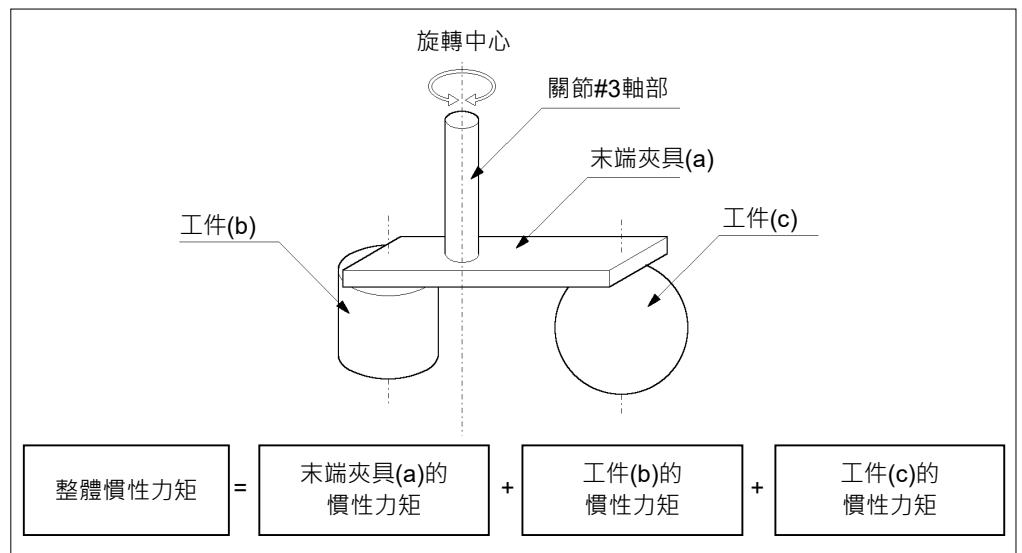 旋轉中心
關節#3軸部
末端夾具(a)
工件(b)
工件(c)
整體慣性力矩
=
末端夾具(a)的
慣性力矩
+
工件(b)的
慣性力矩
+
工件(c)的
慣性力矩